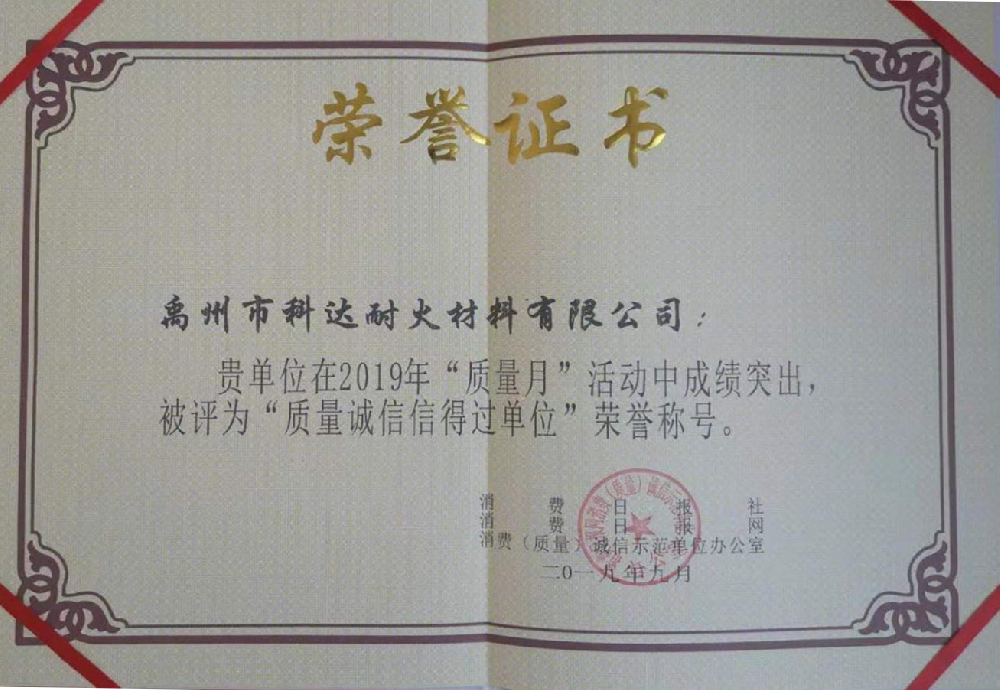 荣誉证书
禹州市科达耐火材料有限公司：
贵单位在2019年“质量月”活动中成绩突出，
被评为“质量诚信信得过单位”荣誉称号。
消费日报社
消费日报网
消费（质量）诚信示范单位办公室
二〇一九年九月